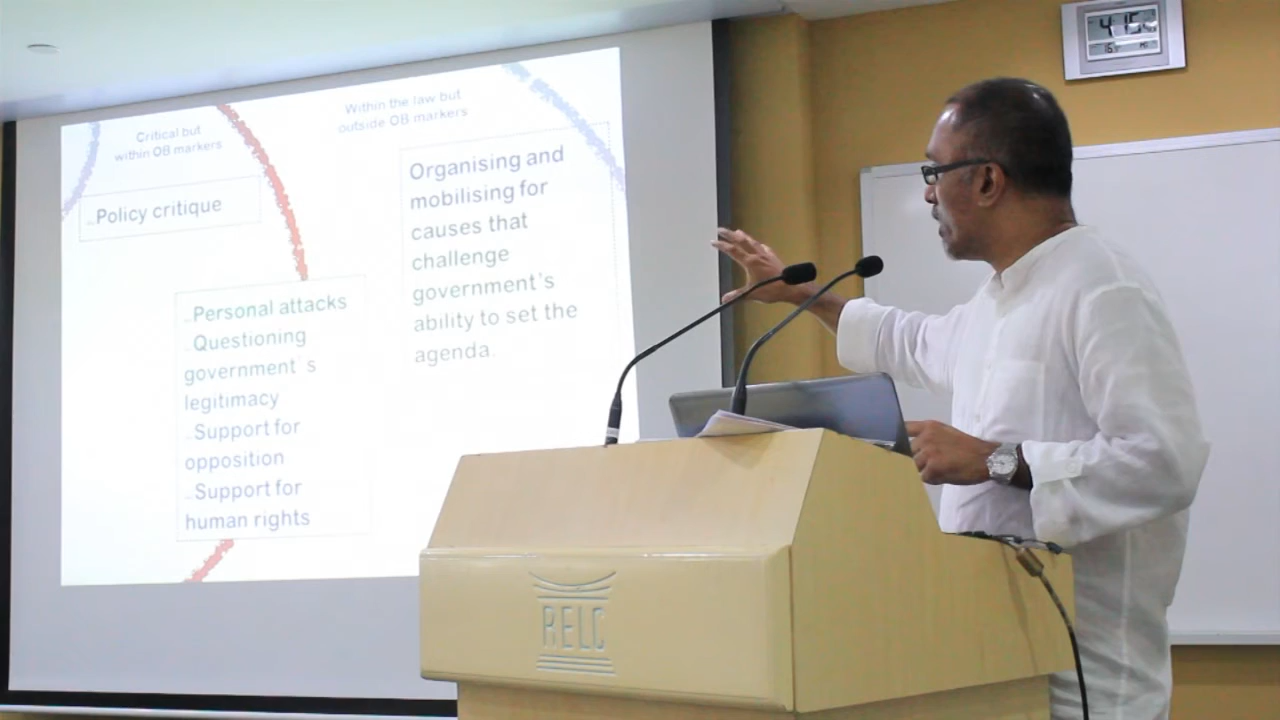 Critical but
within OB markers
Within the law but
outside OB markers
Policy critique
Organising and
mobilising for
causes that
challenge
government's
ability to set the
agenda.
Personal attacks
Questioning
government's
legitimacy
Support for
opposition
Support for
human rights
RELC